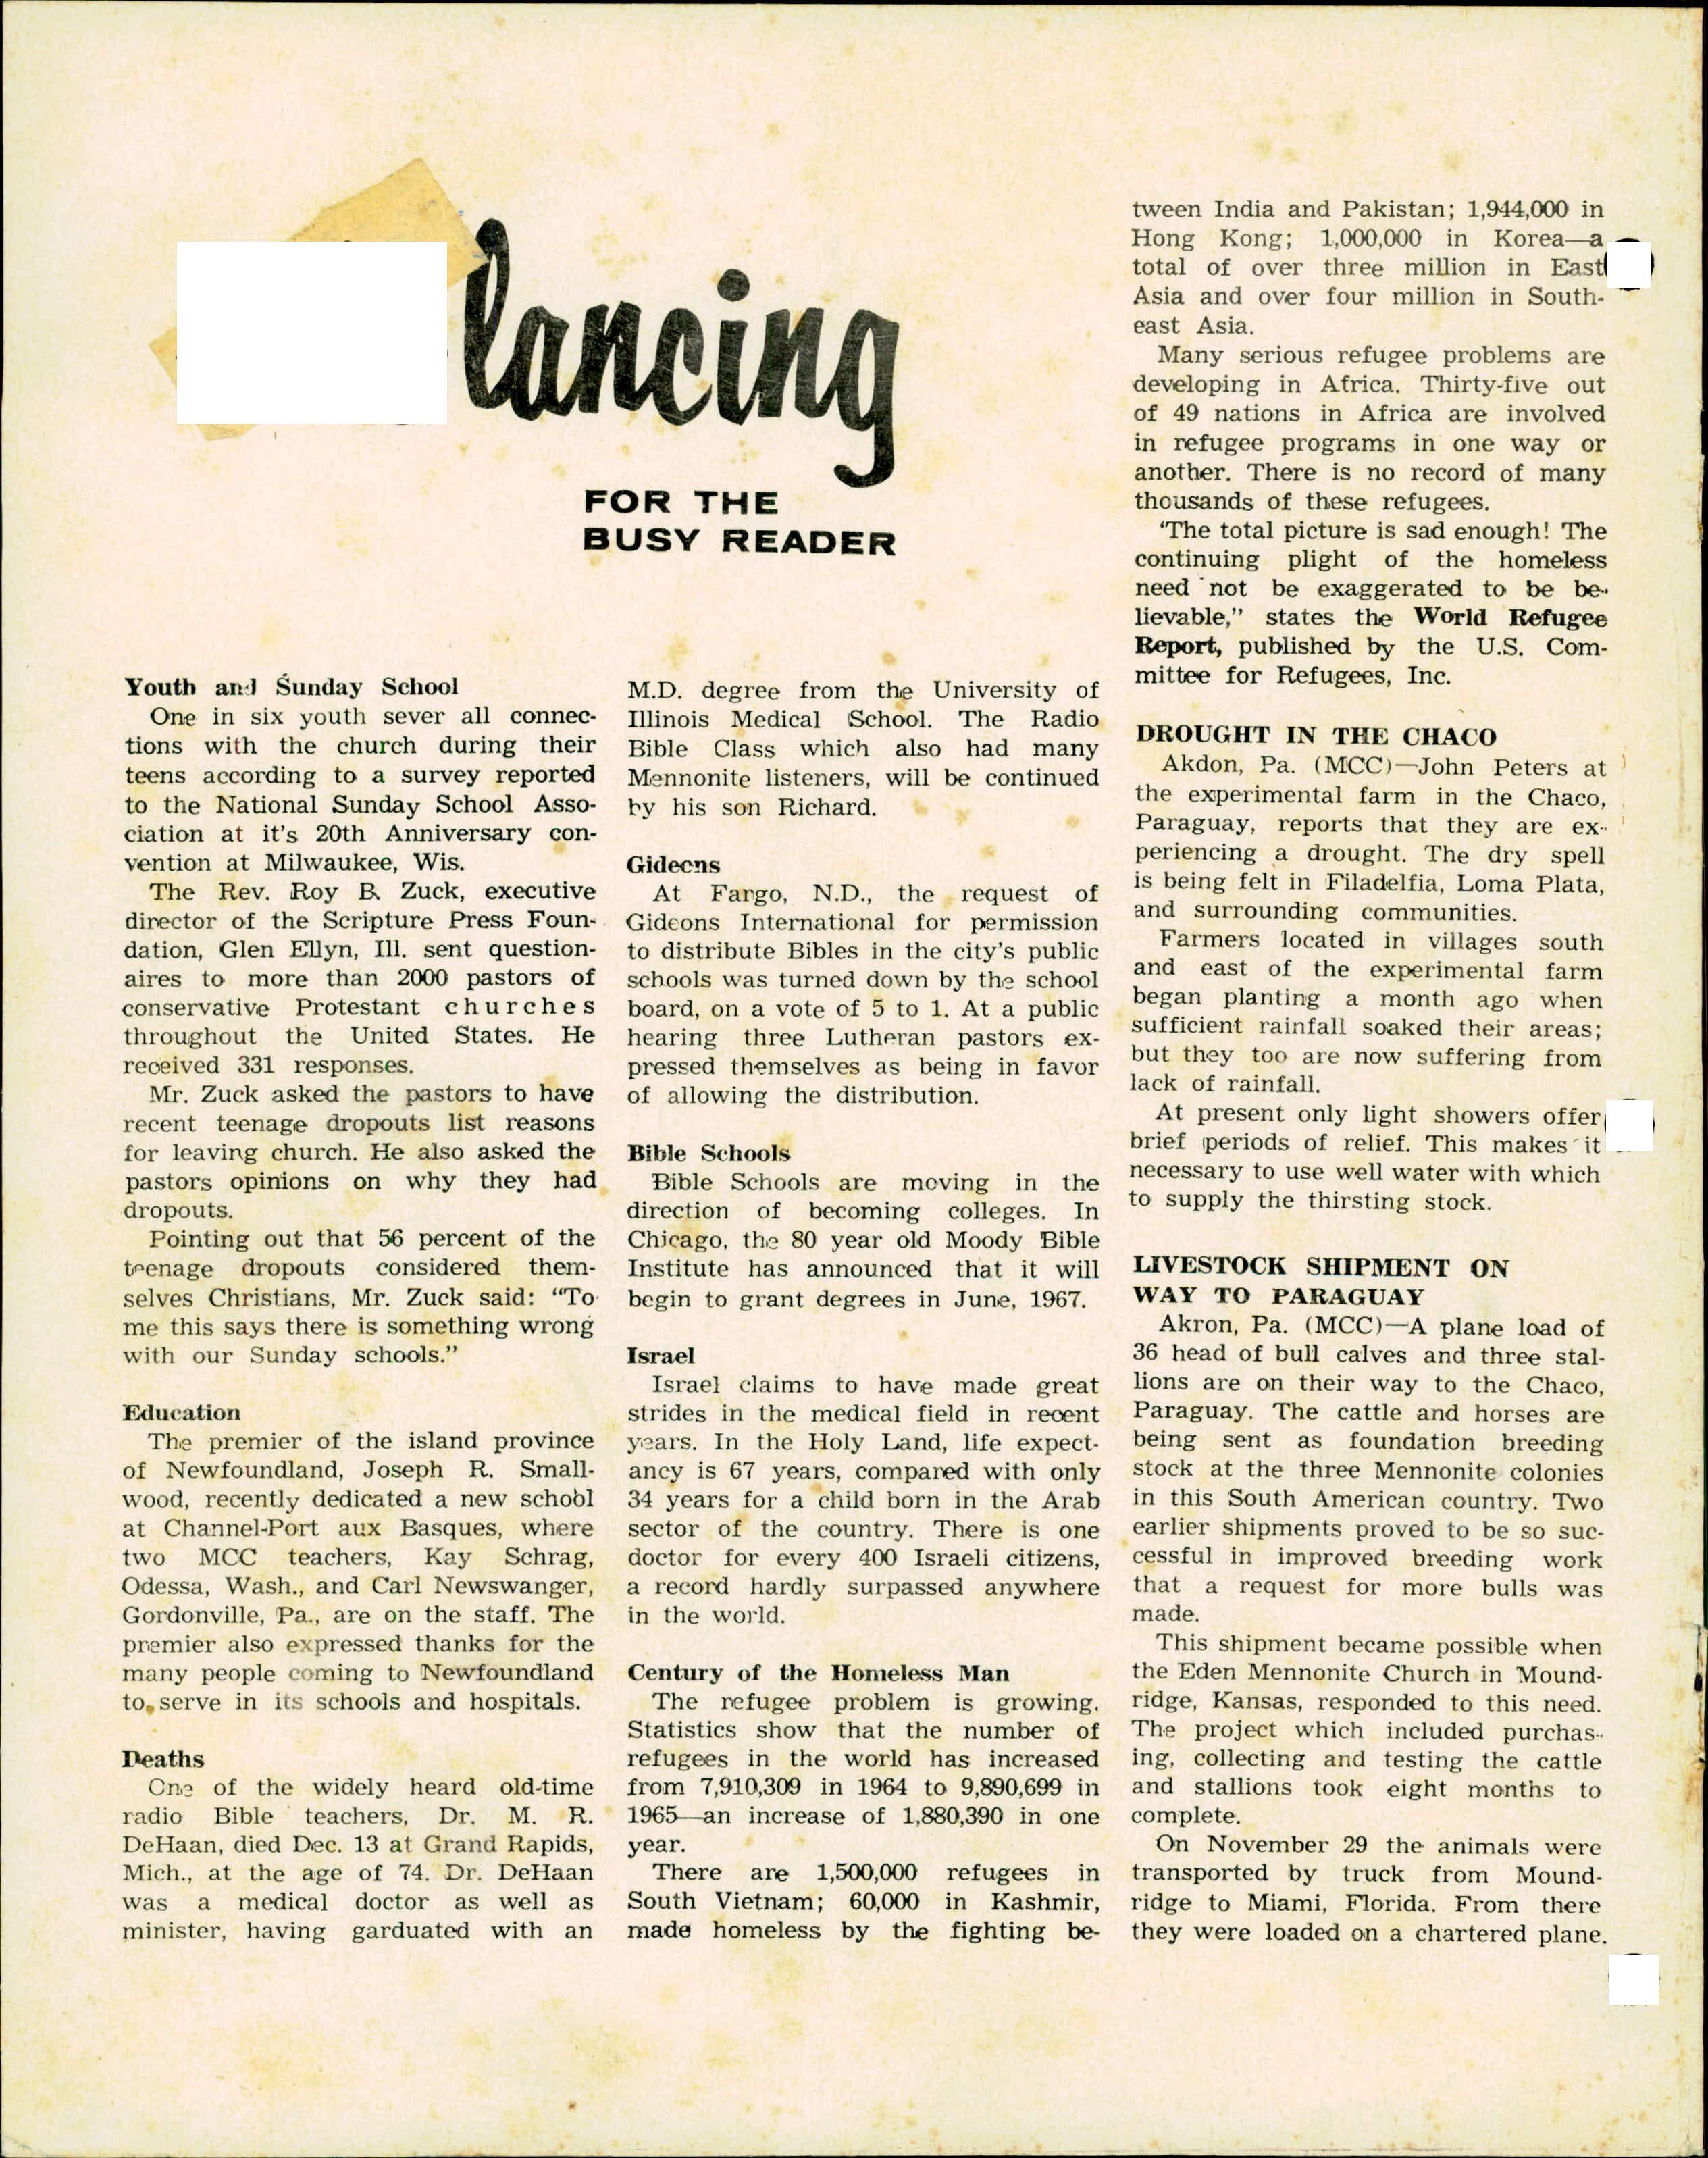 lancing
FOR THE
BUSY READER
Youth and Sunday School
One in six youth sever all connec-
tions with the church during their
teens according to a survey reported
to the National Sunday School Asso-
ciation at it's 20th Anniversary con-
vention at Milwaukee, Wis.
The Rev. Roy B. Zuck, executive
director of the Scripture Press Foun-
dation, Glen Ellyn, Ill. sent question-
aires to more than 2000 pastors of
conservative Protestant churches
throughout the United States. He
received 331 responses.
Mr. Zuck asked the pastors to have
recent teenage dropouts list reasons
for leaving church. He also asked the
pastors opinions on why they had
dropouts.
Pointing out that 56 percent of the
teenage dropouts considered them-
selves Christians, Mr. Zuck said: "To
me this says there is something wrong
with our Sunday schools."
Education
The premier of the island province
of Newfoundland, Joseph R. Small-
wood, recently dedicated a new school
at Channel-Port aux Basques, where
two MCC teachers, Kay Schrag,
Odessa, Wash., and Carl Newswanger,
Gordonville, Pa., are on the staff. The
premier also expressed thanks for the
many people coming to Newfoundland
to serve in its schools and hospitals.
Deaths
One of the widely heard old-time
radio Bible teachers, Dr. M. R.
DeHaan, died Dec. 13 at Grand Rapids,
Mich., at the age of 74. Dr. DeHaan
was a medical doctor as well as
minister, having garduated with an
M.D. degree from the University of
Illinois Medical School. The Radio
Bible Class which also had many
Mennonite listeners, will be continued
by his son Richard.
Gideons
At Fargo, N.D., the request of
Gideons International for permission
to distribute Bibles in the city's public
schools was turned down by the school
board, on a vote of 5 to 1. At a public
hearing three Lutheran pastors ex-
pressed themselves as being in favor
of allowing the distribution.
Bible Schools
Bible Schools are moving in the
direction of becoming colleges. In
Chicago, the 80 year old Moody Bible
Institute has announced that it will
begin to grant degrees in June, 1967.
Israel
Israel claims to have made great
strides in the medical field in recent
years. In the Holy Land, life expect-
ancy is 67 years, compared with only
34 years for a child born in the Arab
sector of the country. There is one
doctor for every 400 Israeli citizens,
a record hardly surpassed anywhere
in the world.
Century of the Homeless Man
The refugee problem is growing.
Statistics show that the number of
refugees in the world has increased
from 7,910,309 in 1964 to 9,890,699 in
1965—an increase of 1,880,390 in one
year.
There are 1,500,000 refugees in
South Vietnam; 60,000 in Kashmir,
made homeless by the fighting be-
tween India and Pakistan; 1,944,000 in
Hong Kong; 1,000,000 in Korea—a
total of over three million in East
Asia and over four million in South-
east Asia.
Many serious refugee problems are
developing in Africa. Thirty-five out
of 49 nations in Africa are involved
in refugee programs in one way or
another. There is no record of many
thousands of these refugees.
'The total picture is sad enough! The
continuing plight of the homeless
need not be exaggerated to be be-
lievable," states the World Refugee
Report, published by the U.S. Com-
mittee for Refugees, Inc.
DROUGHT IN THE CHACO
Akdon, Pa. (MCC)—John Peters at
the experimental farm in the Chaco,
Paraguay, reports that they are ex-
periencing a drought. The dry spell
is being felt in Filadelfia, Loma Plata,
and surrounding communities.
Farmers located in villages south
and east of the experimental farm
began planting a month ago when
sufficient rainfall soaked their areas;
but they too are now suffering from
lack of rainfall.
At present only light showers offer
brief periods of relief. This makes it
necessary to use well water with which
to supply the thirsting stock.
LIVESTOCK SHIPMENT ON
WAY TO PARAGUAY
Akron, Pa. (MCC)—A plane load of
36 head of bull calves and three stal-
lions are on their way to the Chaco,
Paraguay. The cattle and horses are
being sent as foundation breeding
stock at the three Mennonite colonies
in this South American country. Two
earlier shipments proved to be so suc-
cessful in improved breeding work
that a request for more bulls was
made.
This shipment became possible when
the Eden Mennonite Church in Mound-
ridge, Kansas, responded to this need.
The project which included purchas-
ing, collecting and testing the cattle
and stallions took eight months to
complete.
On November 29 the animals were
transported by truck from Mound-
ridge to Miami, Florida. From there
they were loaded on a chartered plane.